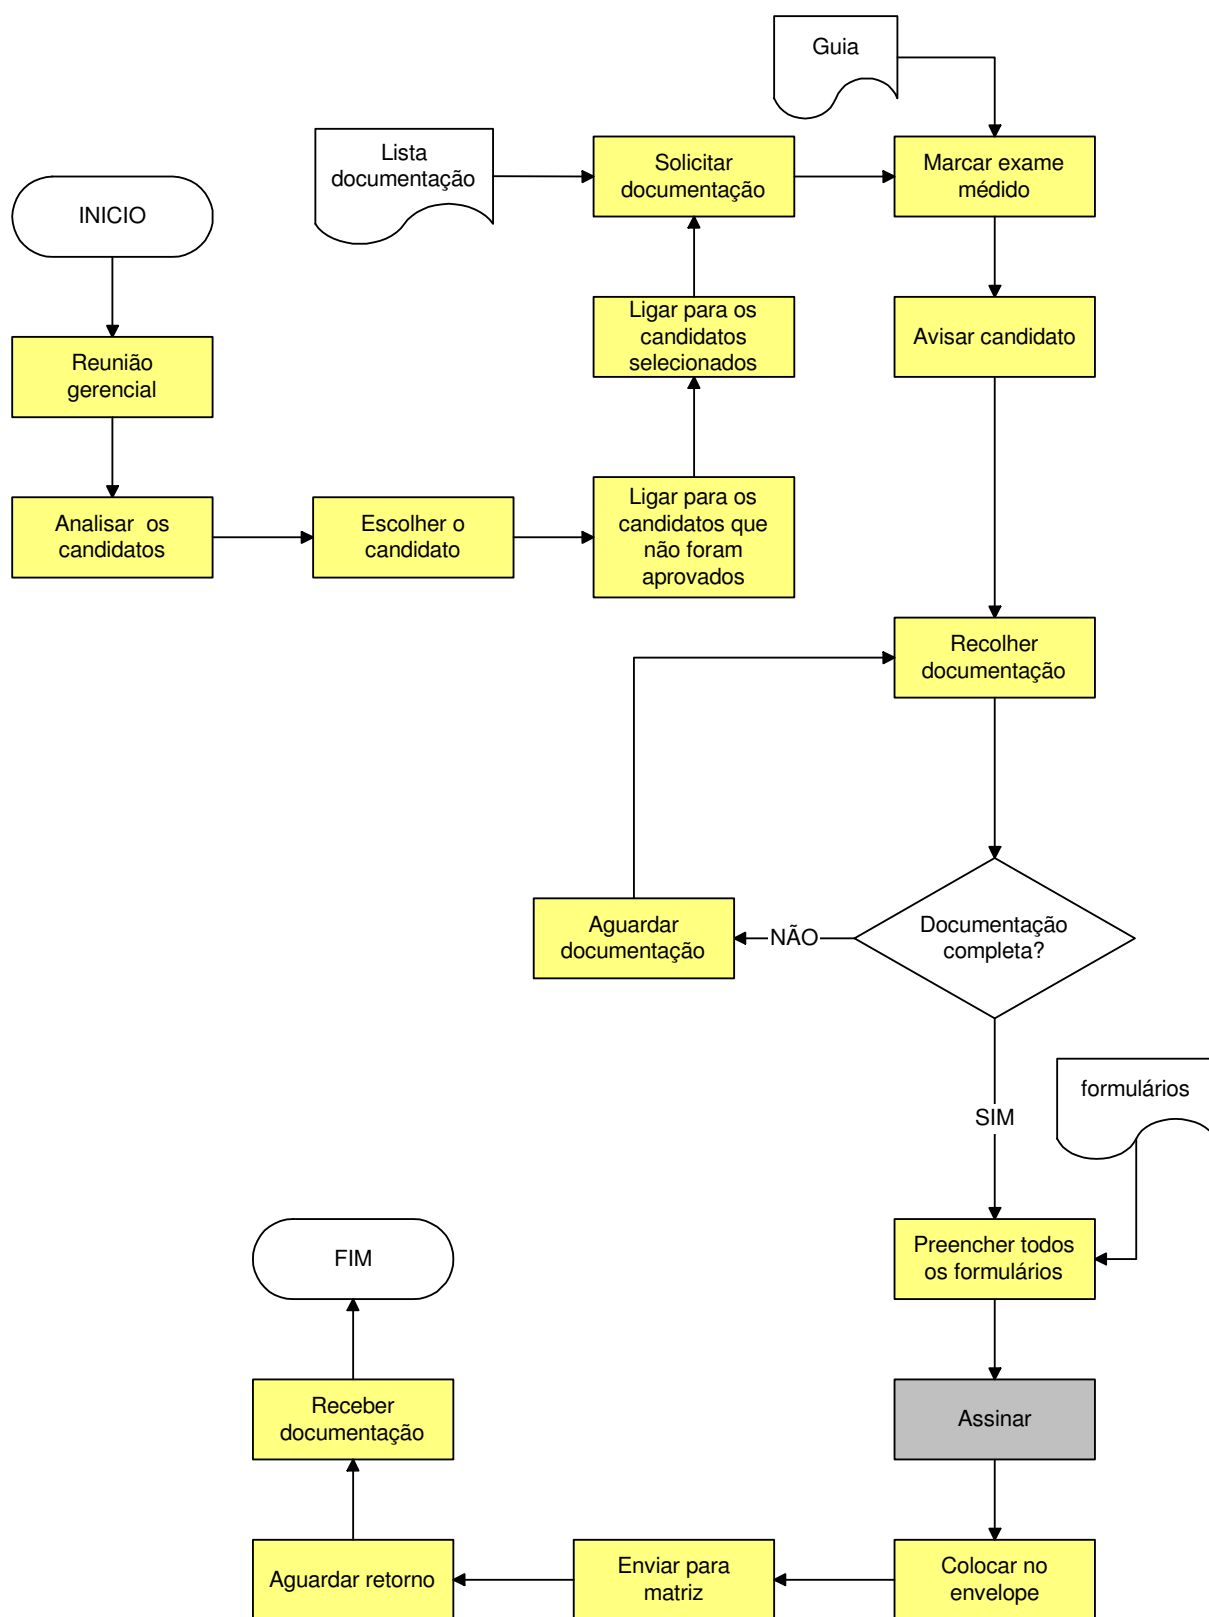 Guia
Lista
documentação
Solicitar
documentação
Marcar exame
médido
INICIO
Ligar para os
candidatos
selecionados
Avisar candidato
Reunião
gerencial
Analisar os
candidatos
Escolher o
candidato
Ligar para os
candidatos que
não foram
aprovados
Recolher
documentação
Aguardar
documentação
NÃO
Documentação
completa?
SIM
formulários
Preencher todos
os formulários
FIM
Receber
documentação
Assinar
Aguardar retorno
Enviar para
matriz
Colocar no
envelope